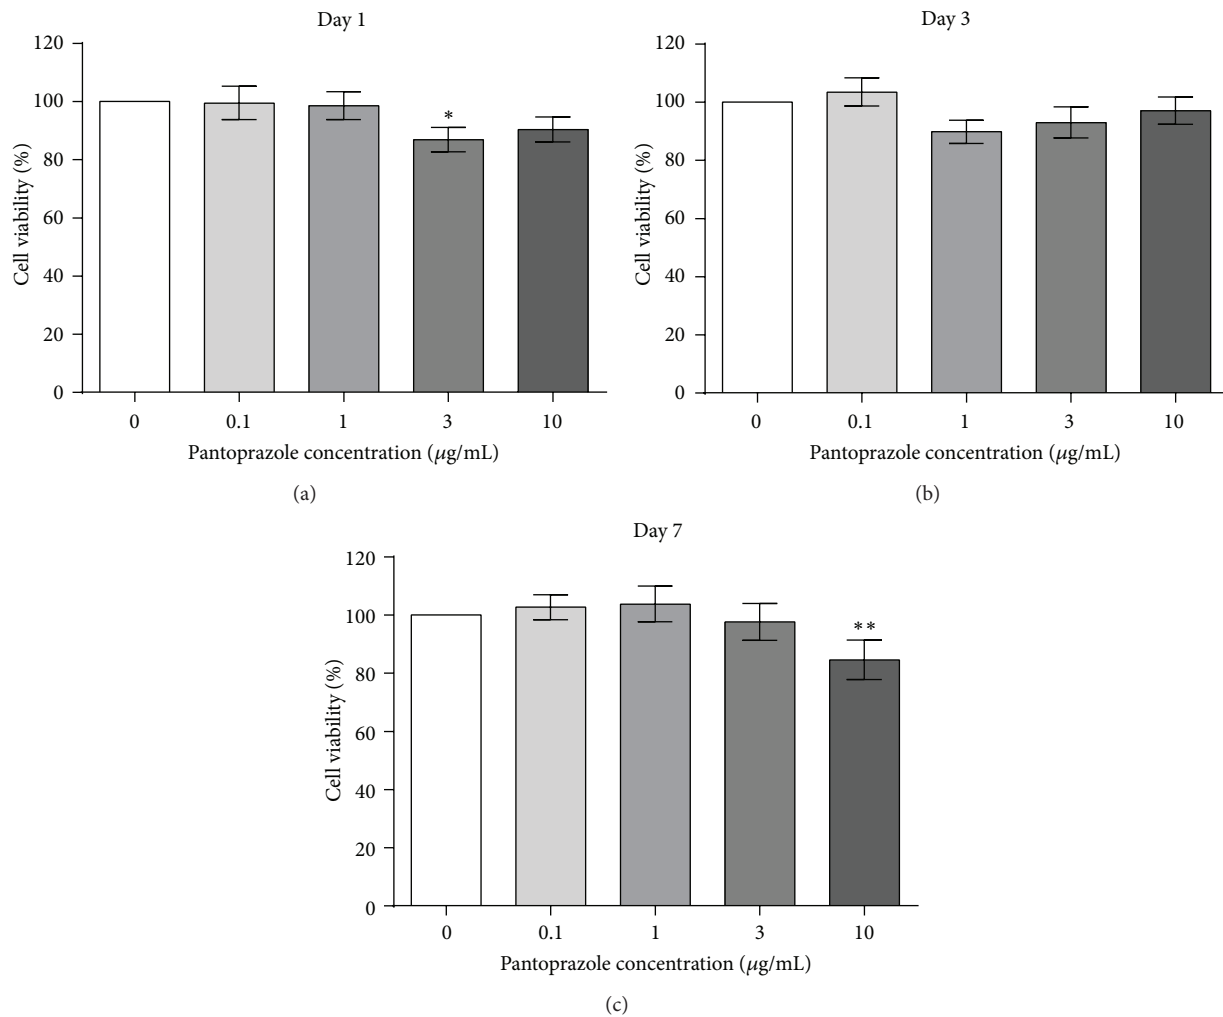 Day 1
120
100
80
60
40
20
0
Cell viability (%)
*
0 0.1 1 3 10
Pantoprazole concentration (μg/mL)
(a)
Day 3
120
100
80
60
40
20
0
Cell viability (%)
0 0.1 1 3 10
Pantoprazole concentration (μg/mL)
(b)
Day 7
120
100
80
60
40
20
0
Cell viability (%)
**
0 0.1 1 3 10
Pantoprazole concentration (μg/mL)
(c)